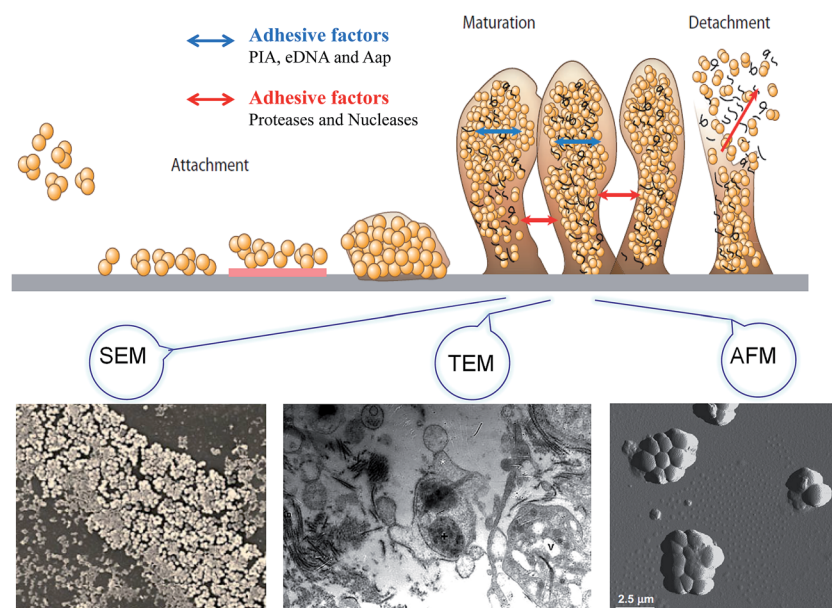 Maturation
Detachment
Adhesive factors
PIA, eDNA and Aap
Adhesive factors
Proteases and Nucleases
Attachment
SEM
TEM
AFM
+
v
2.5 μm